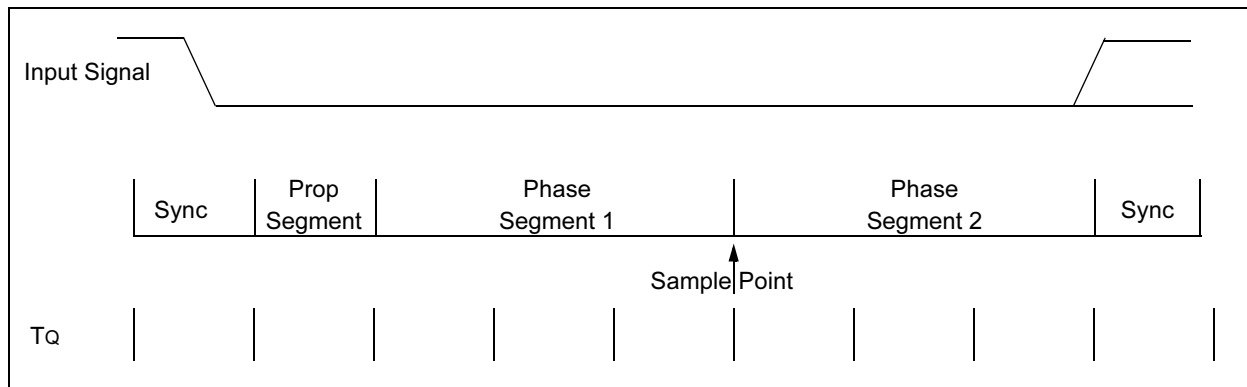 Input Signal
Sync
Prop
Segment
Phase
Segment 1
Phase
Segment 2
Sync
Sample Point
TQ